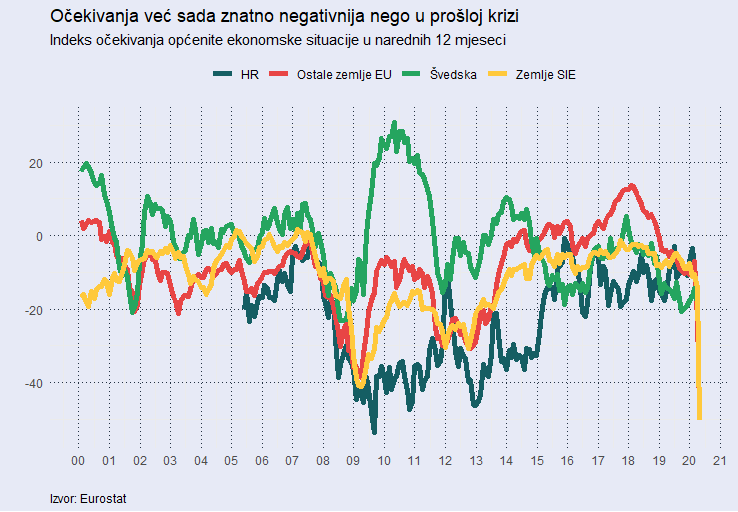 Očekivanja već sada znatno negativnija nego u prošloj krizi
Indeks očekivanja općenite ekonomske situacije u narednih 12 mjeseci
HR Ostale zemlje EU Švedska Zemlje SIE
20
0
-20
-40
00 01 02 03 04 05 06 07 08 09 10 11 12 13 14 15 16 17 18 19 20 21
Izvor: Eurostat